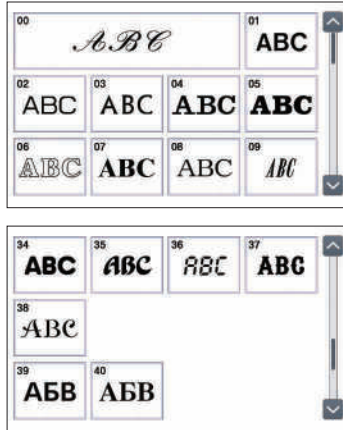 00 01
ABC ABC
02 03 04 05
ABC ABC ABC ABC
06 07 08 09
ABC ABC ABC ABC
34 35 36 37
ABC ABC ABC ABC
38
ABC
39 40
АБВ АБВ